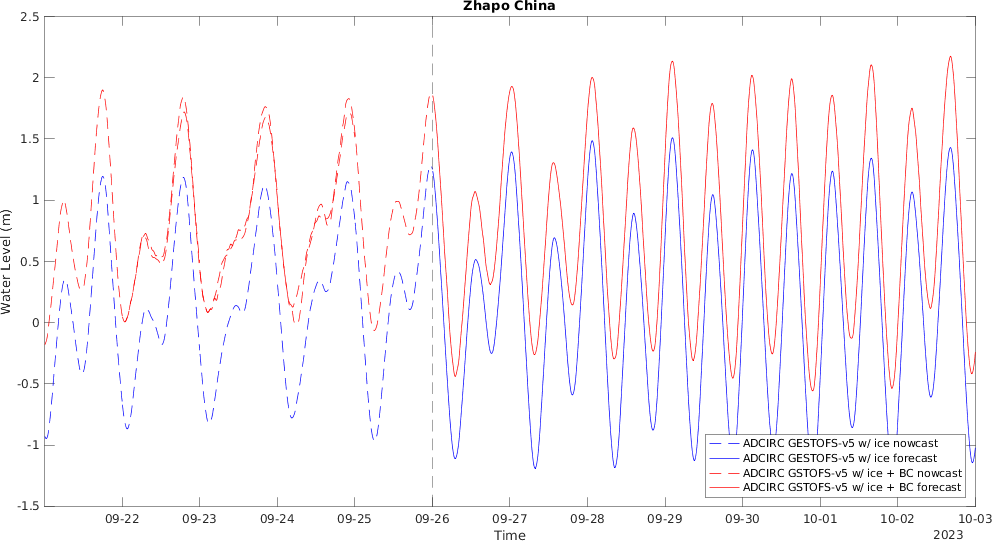 Zhapo China
2.5
2
1.5
1
0.5
0
-0.5
-1
-1.5
Water Level (m)
09-22 09-23 09-24 09-25 09-26 09-27 09-28 09-29 09-30 10-01 10-02 10-03
Time
2023
ADCIRC GESTOFS-v5 w/ ice nowcast
ADCIRC GESTOFS-v5 w/ ice forecast
ADCIRC GSTOFS-v5 w/ ice + BC nowcast
ADCIRC GSTOFS-v5 w/ ice + BC forecast